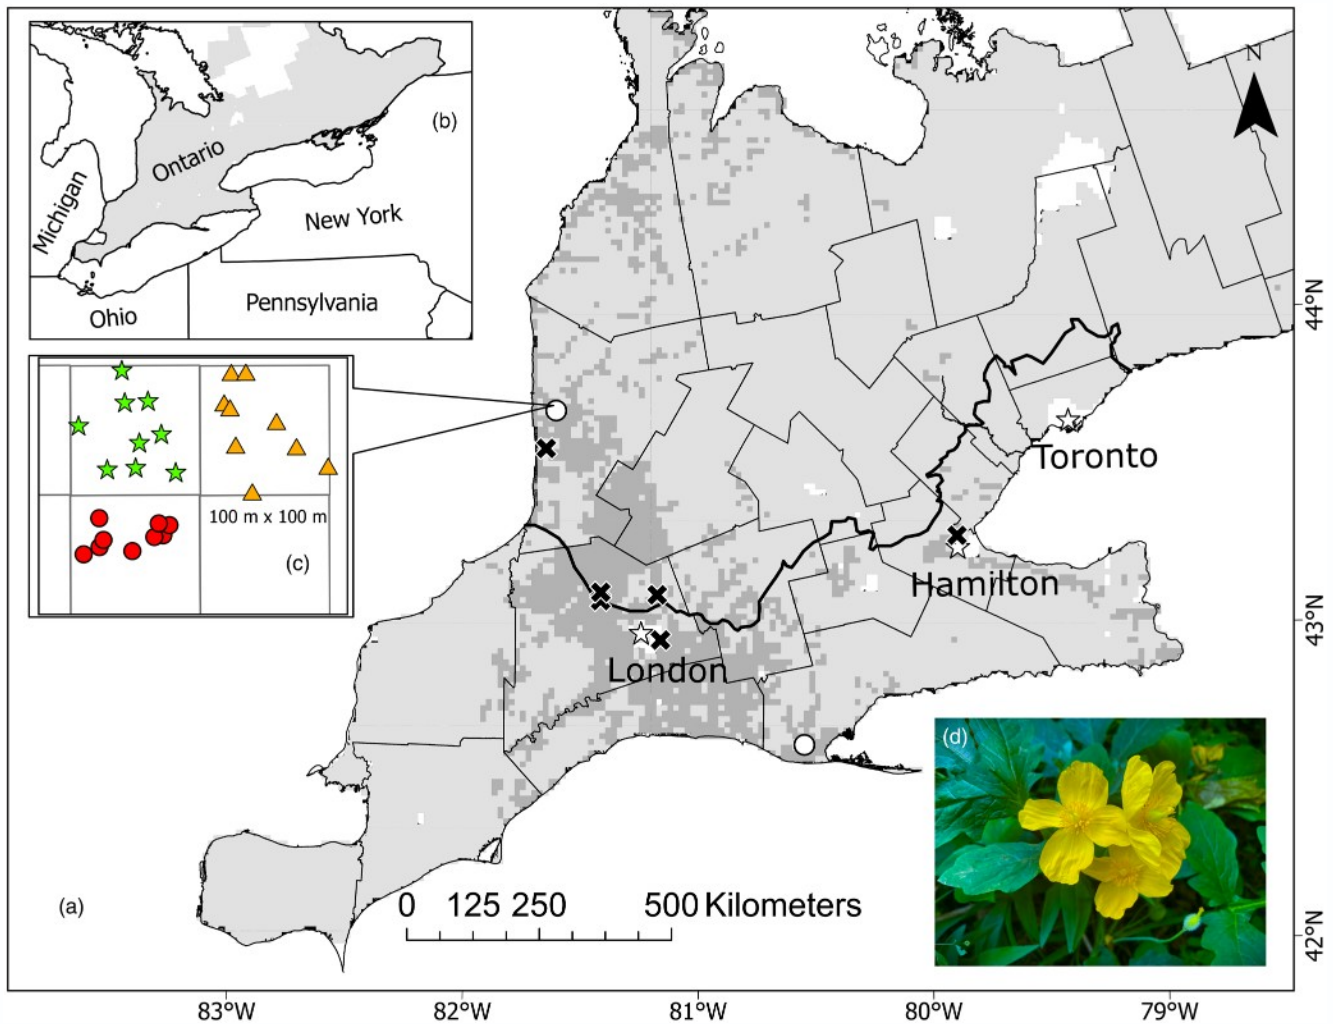 N
(b)
Ontario
Michigan
New York
Ohio
Pennsylvania
44°N
100 m x 100 m
(c)
Toronto
Hamilton
43°N
London
(d)
(a)
0 125 250 500 Kilometers
42°N
83°W 82°W 81°W 80°W 79°W